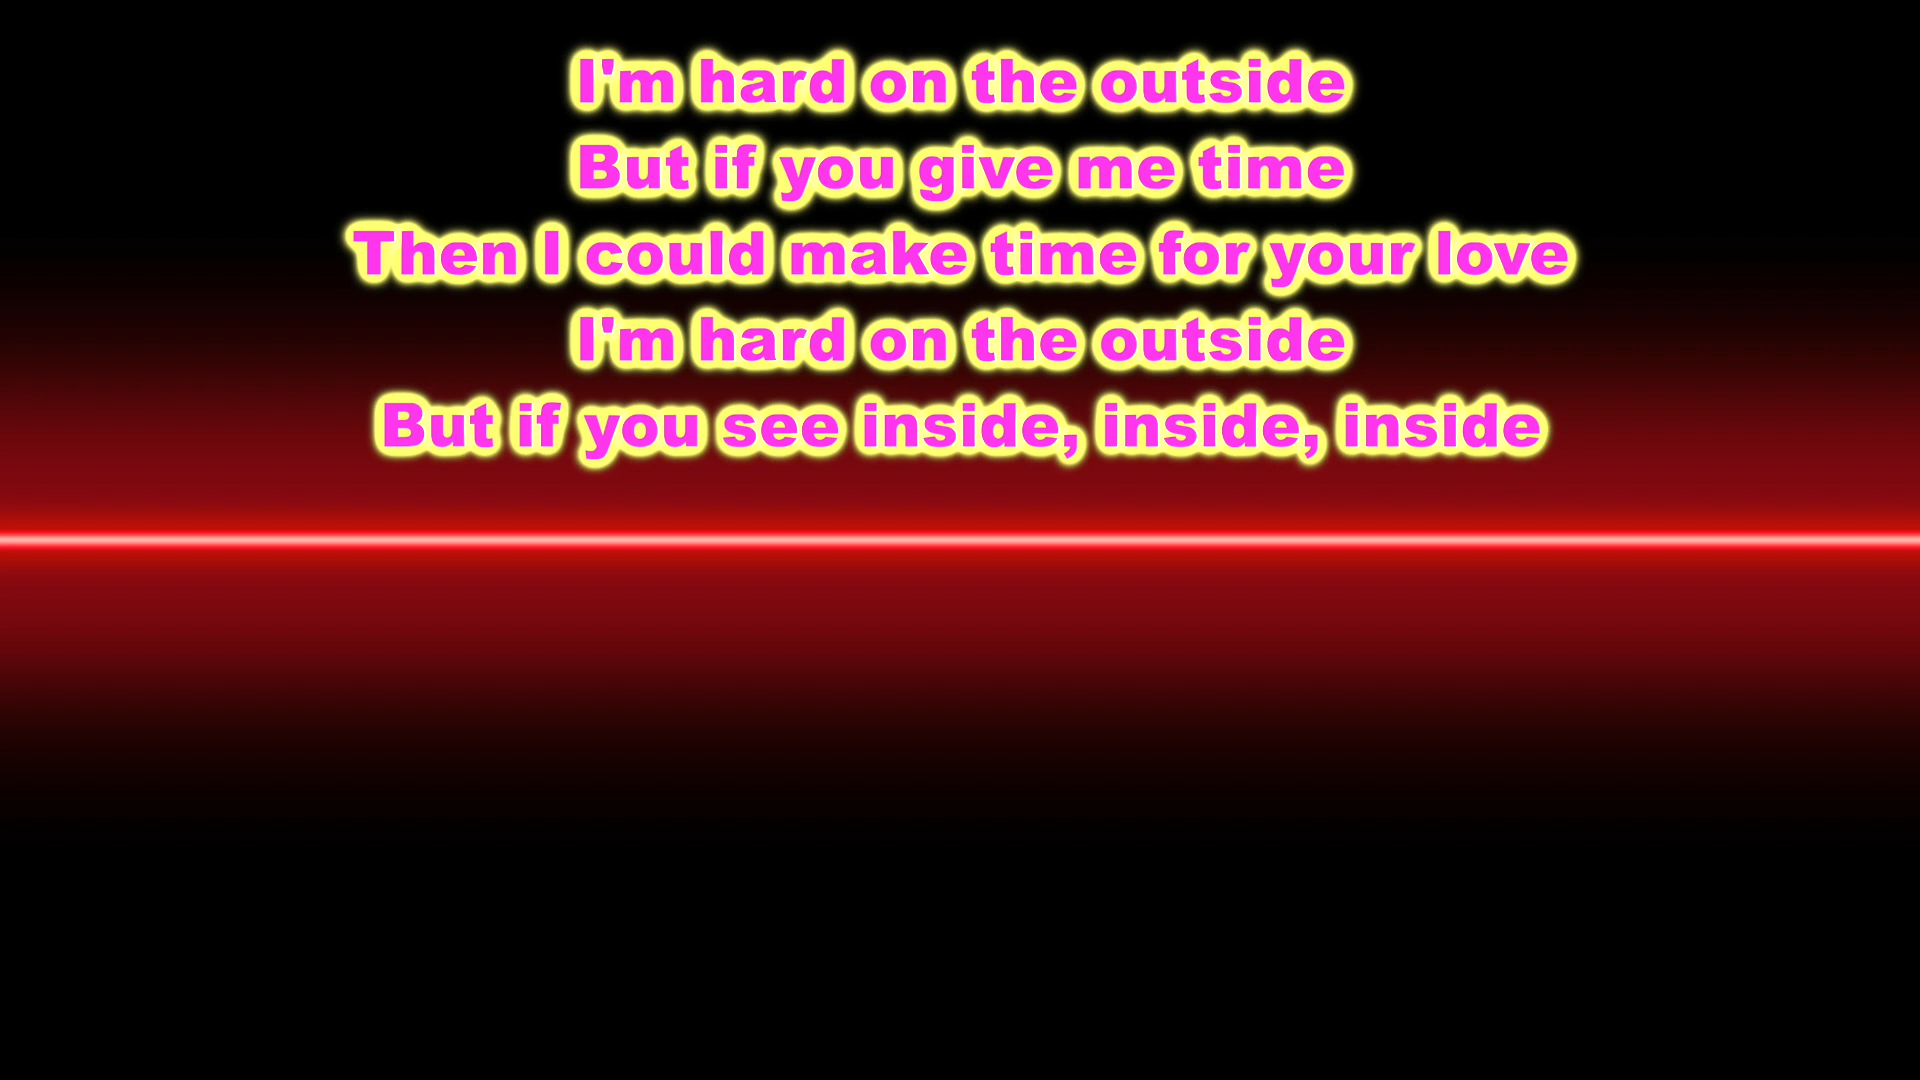 I'm hard on the outside
But if you give me time
Then I could make time for your love
I'm hard on the outside
But if you see inside, inside, inside